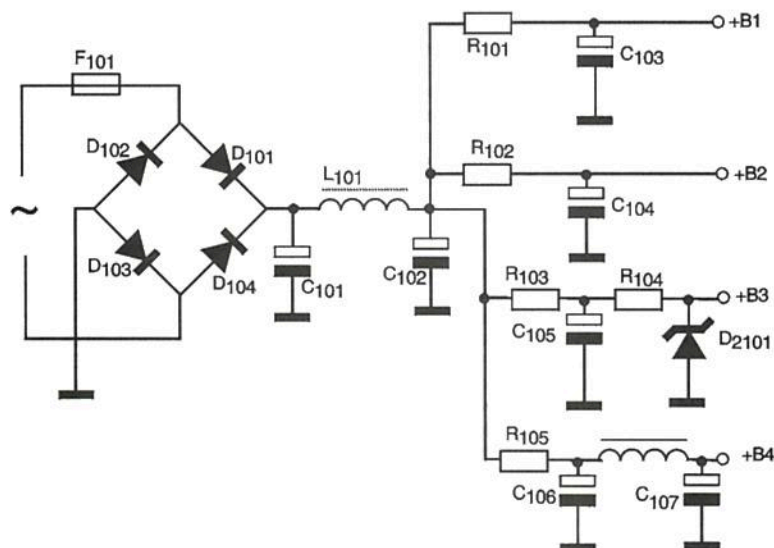 +B1
R101
C103
F101
D102
D101
R102
+B2
C104
L101
~
D103
D104
C101
C102
R103
R104
+B3
C105
D2101
R105
+B4
C106
C107